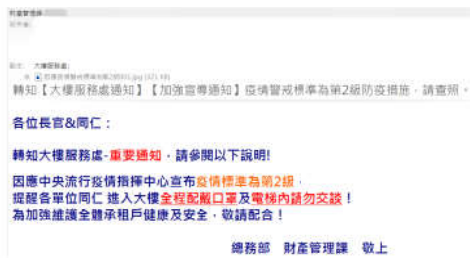 轉知【大樓服務處通知】【加強宣導通知】疫情警戒標準為第2級防疫措施，請查照。
各位長官&同仁：
轉知大樓服務處-重要通知，請參閱以下說明!
因應中央流行疫情指揮中心宣布疫情標準為第2級，
提醒各單位同仁 進入大樓全程配戴口罩及電梯內請勿交談！
為加強維護全體承租戶健康及安全，敬請配合！
總務部 財產管理課 敬上